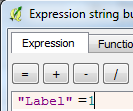 Expression string bu
Expression Functio
= + - /
"Label" =1